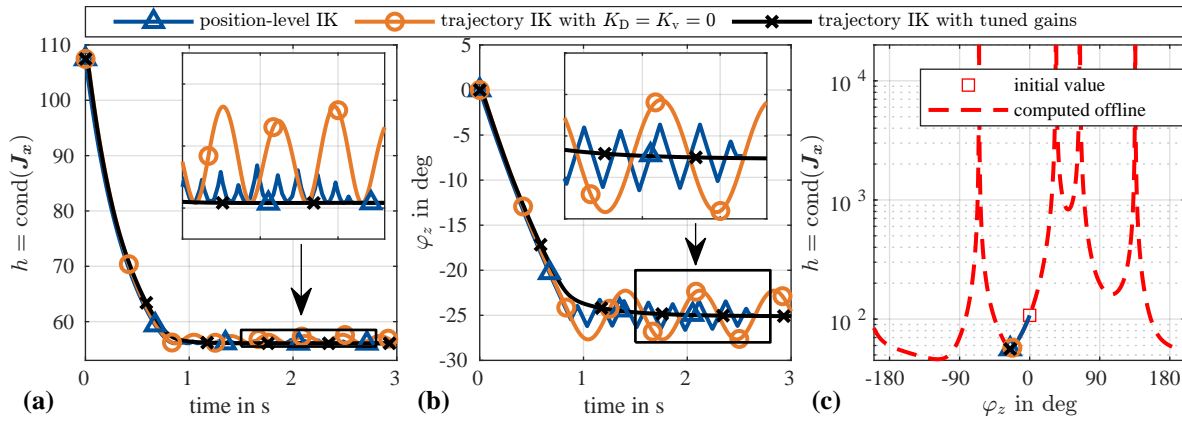 position-level IK
trajectory IK with K_D = K_v = 0
trajectory IK with tuned gains
110
100
90
80
70
60
h = cond(J_x)
0 1 2 3
time in s
(a)
5
0
-5
-10
-15
-20
-25
-30
φ_z in deg
0 1 2 3
time in s
(b)
10^4
10^3
10^2
h = cond(J_x)
initial value
computed offline
-180 -90 0 90 180
φ_z in deg
(c)